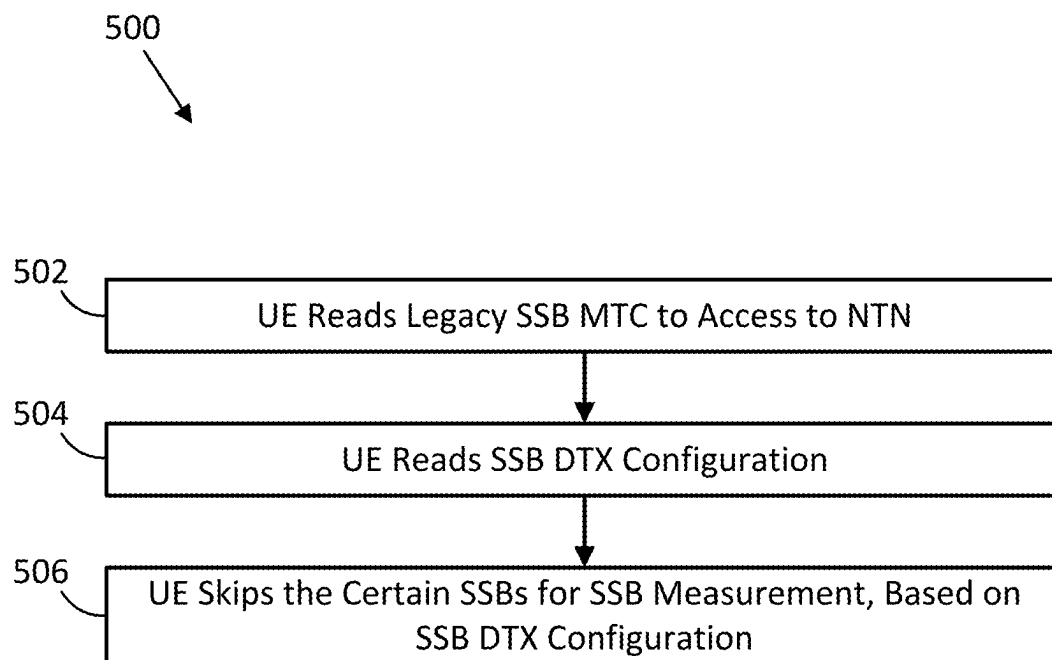 500
502
UE Reads Legacy SSB MTC to Access to NTN
504
UE Reads SSB DTX Configuration
506
UE Skips the Certain SSBs for SSB Measurement, Based on
SSB DTX Configuration